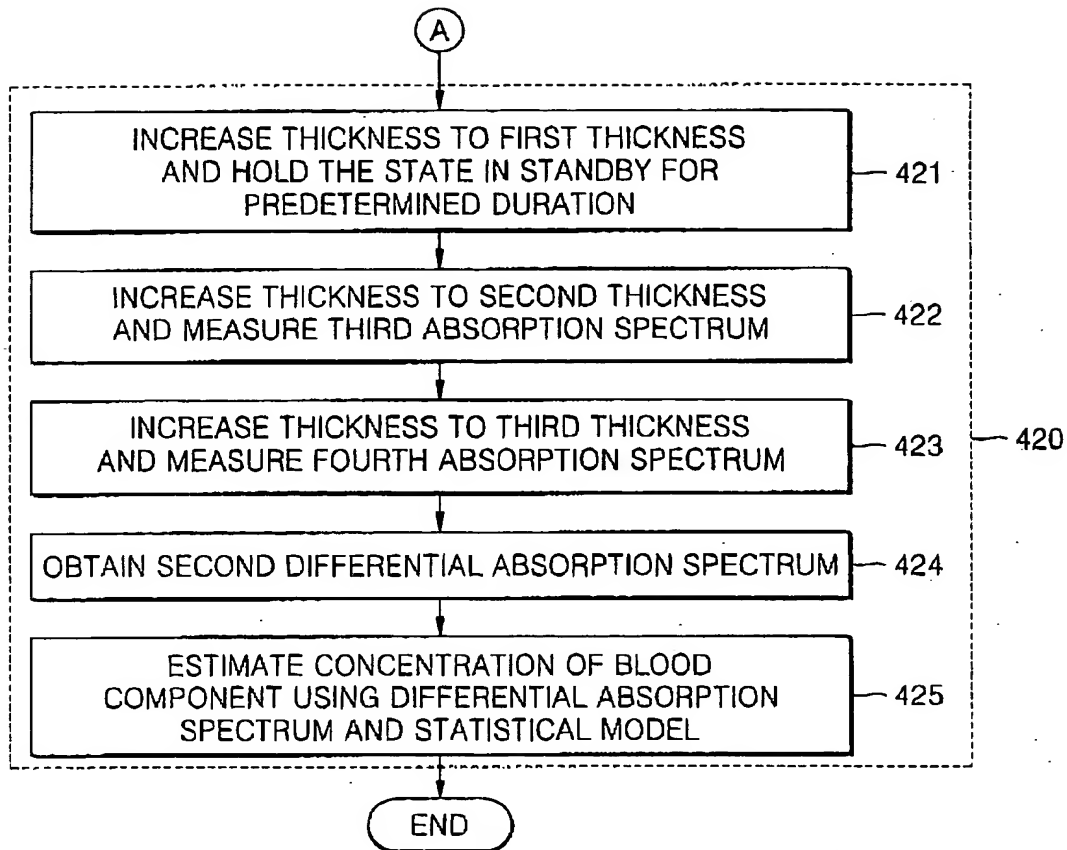 A
INCREASE THICKNESS TO FIRST THICKNESS
AND HOLD THE STATE IN STANDBY FOR
PREDETERMINED DURATION
421
INCREASE THICKNESS TO SECOND THICKNESS
AND MEASURE THIRD ABSORPTION SPECTRUM
422
INCREASE THICKNESS TO THIRD THICKNESS
AND MEASURE FOURTH ABSORPTION SPECTRUM
423
420
OBTAIN SECOND DIFFERENTIAL ABSORPTION SPECTRUM
424
ESTIMATE CONCENTRATION OF BLOOD
COMPONENT USING DIFFERENTIAL ABSORPTION
SPECTRUM AND STATISTICAL MODEL
425
END